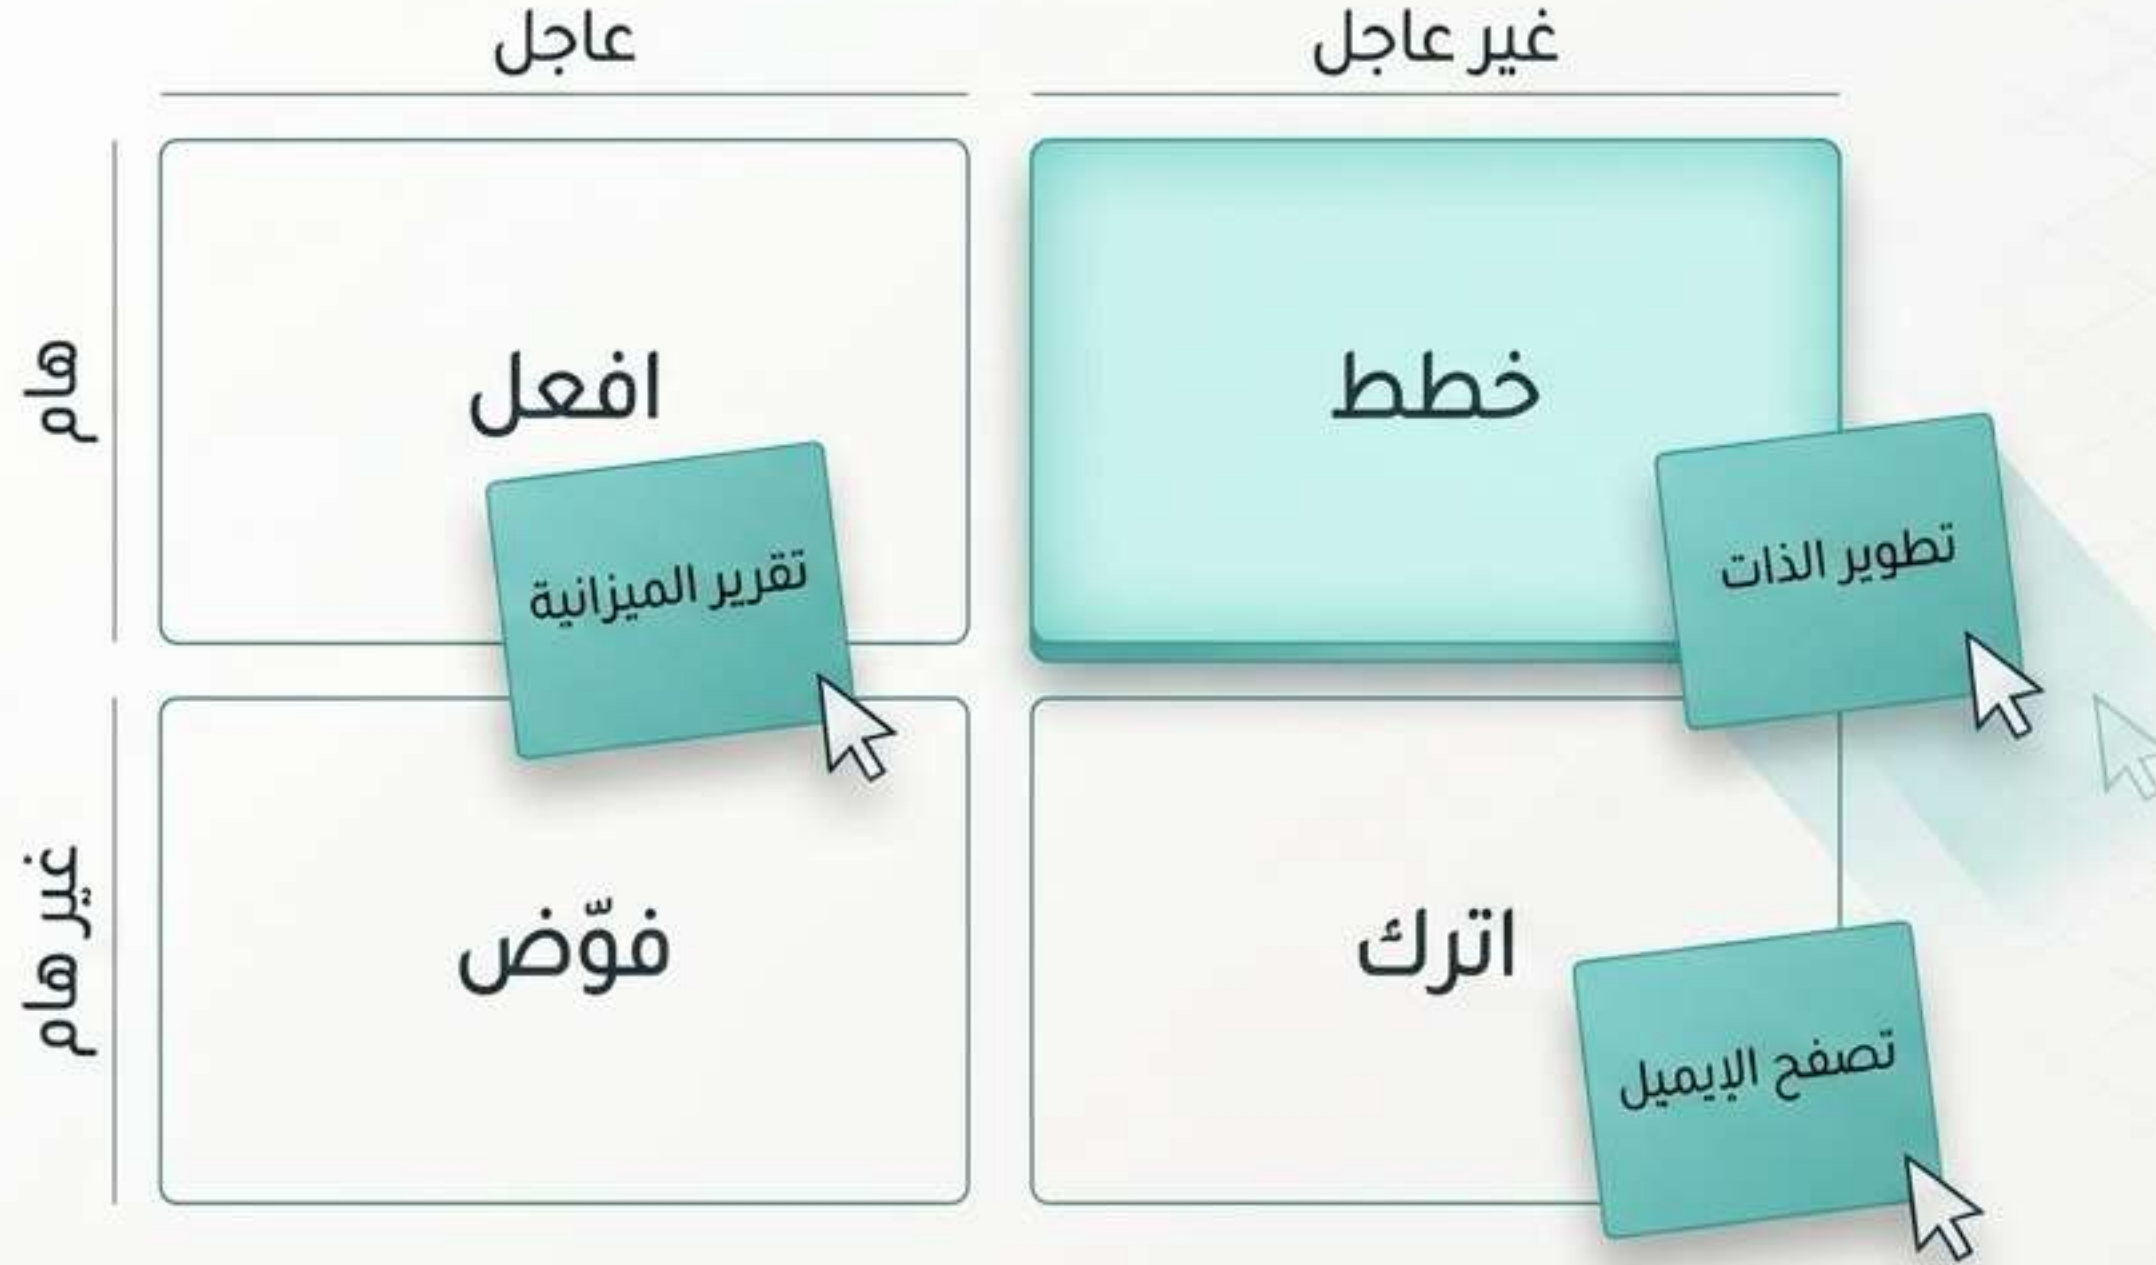 عاجل
غير عاجل
هام
افعل
تقرير الميزانية
خطط
تطوير الذات
غير هام
فوّض
اترك
تصفح الإيميل